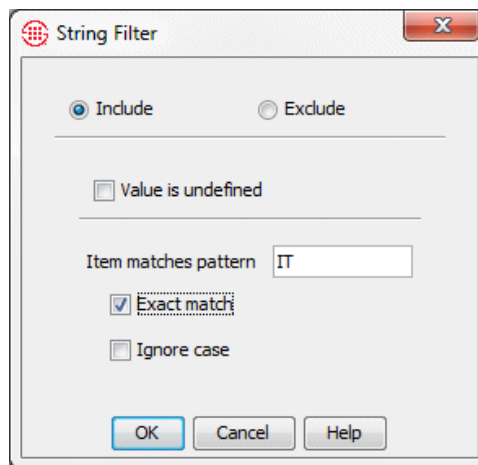 String Filter
Include Exclude
Value is undefined
Item matches pattern IT
Exact match
Ignore case
OK Cancel Help